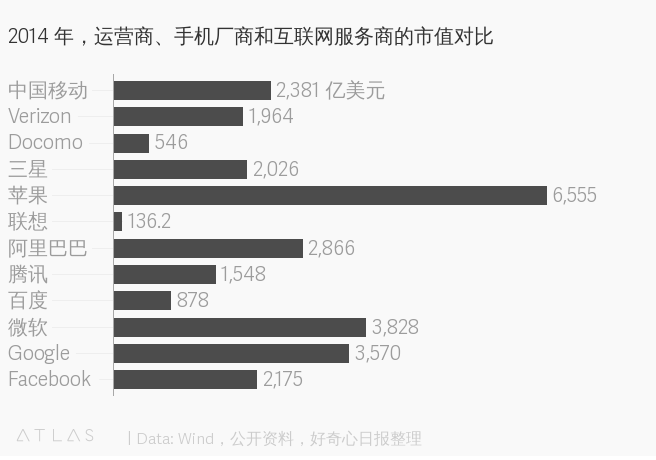 2014 年，运营商、手机厂商和互联网服务商的市值对比
中国移动 2,381 亿美元
Verizon 1,964
Docomo 546
三星 2,026
苹果 6,555
联想 136.2
阿里巴巴 2,866
腾讯 1,548
百度 878
微软 3,828
Google 3,570
Facebook 2,175
ATLAS | Data: Wind，公开资料，好奇心日报整理